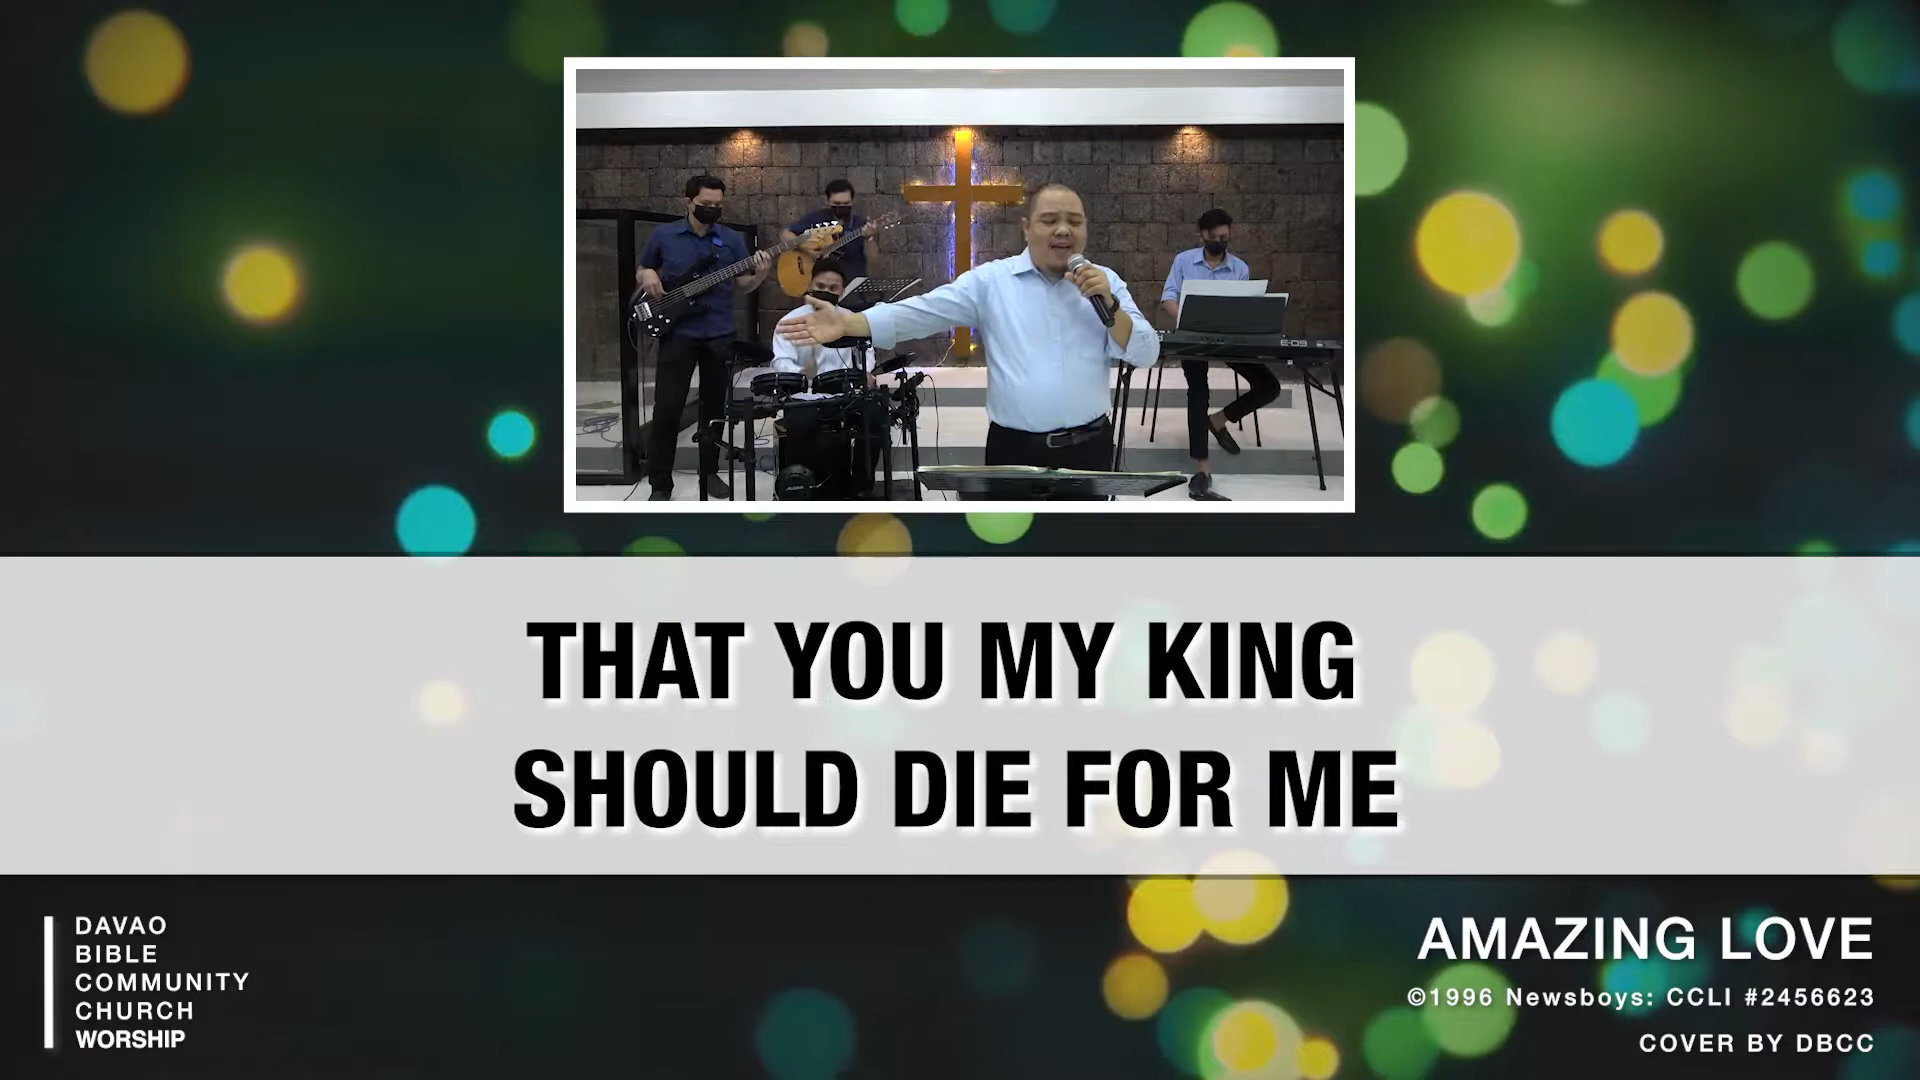 E-09
THAT YOU MY KING
SHOULD DIE FOR ME
DAVAO
BIBLE
COMMUNITY
CHURCH
WORSHIP
AMAZING LOVE
©1996 Newsboys: CCLI #2456623
COVER BY DBCC